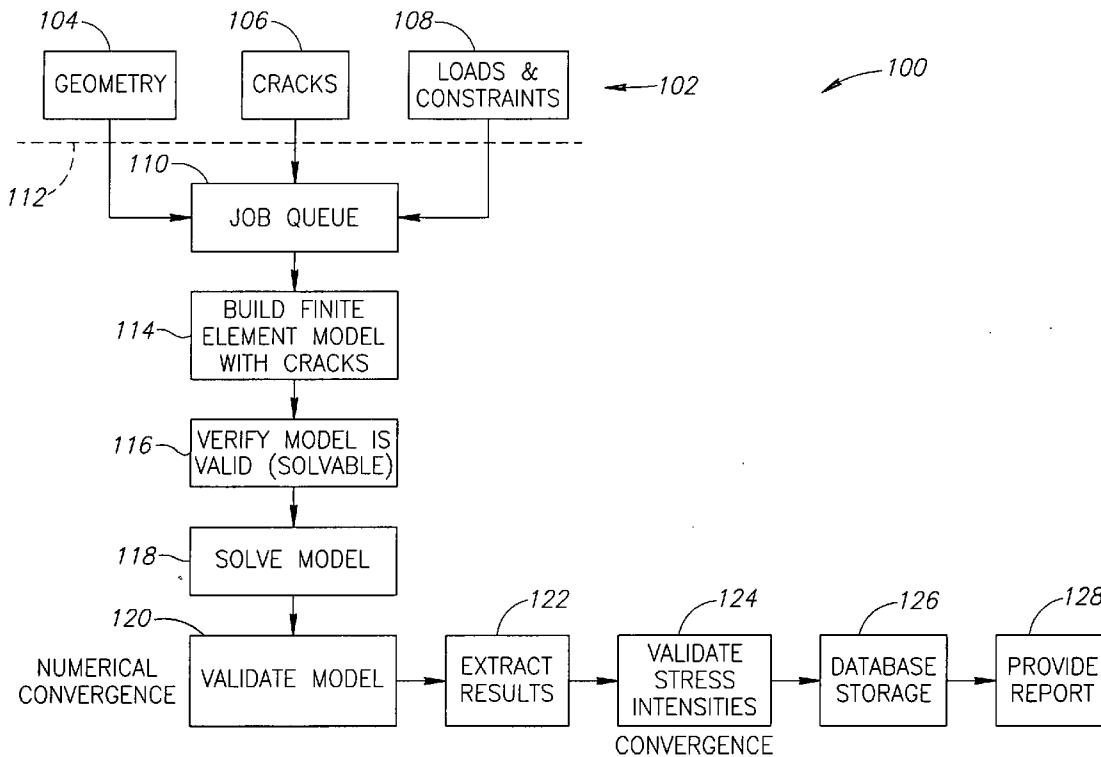 104
106
108
GEOMETRY
CRACKS
LOADS &
CONSTRAINTS
102
100
112
110
JOB QUEUE
114
BUILD FINITE
ELEMENT MODEL
WITH CRACKS
116
VERIFY MODEL IS
VALID (SOLVABLE)
118
SOLVE MODEL
120
NUMERICAL
CONVERGENCE
VALIDATE MODEL
122
EXTRACT
RESULTS
124
VALIDATE
STRESS
INTENSITIES
CONVERGENCE
126
DATABASE
STORAGE
128
PROVIDE
REPORT